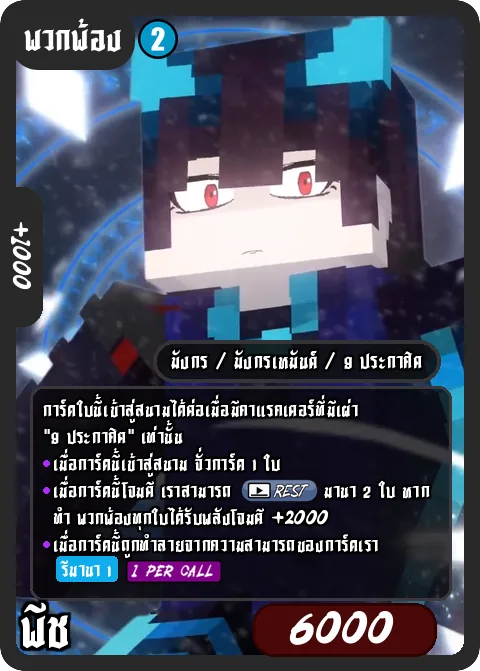 พวกพ้อง 2
+1000
มังกร / มังกรเหมันต์ / 9 ประกาศิต
การ์ดใบนี้เข้าสู่สนามได้ต่อเมื่อมีคาแรคเตอร์ที่มีเผ่า
"9 ประกาศิต" เท่านั้น
•เมื่อการ์ดนี้เข้าสู่สนาม จั่วการ์ด 1 ใบ
•เมื่อการ์ดนี้โจมตี เราสามารถ REST มานา 2 ใบ หาก
ทำ พวกพ้องทุกใบได้รับพลังโจมตี +2000
•เมื่อการ์ดนี้ถูกทำลายจากความสามารถของการ์ดเรา
รีมานา 1 1 PER CALL
พีช
6000